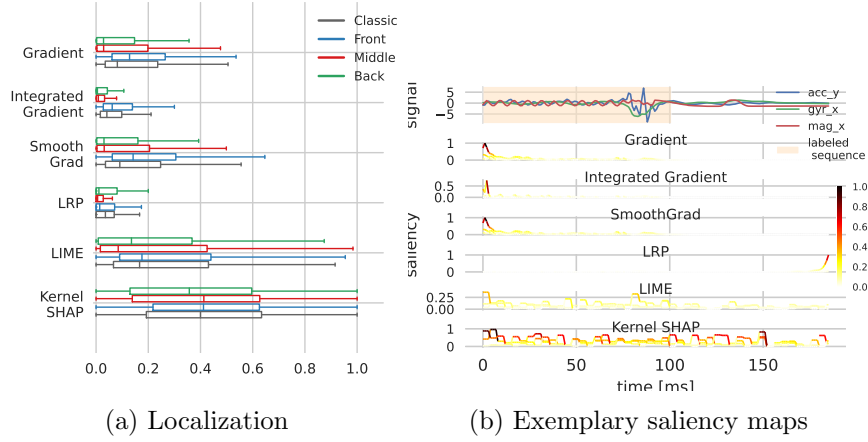 Classic
Front
Middle
Back
Gradient
Integrated
Gradient
Smooth
Grad
LRP
LIME
Kernel
SHAP
0.0 0.2 0.4 0.6 0.8 1.0
(a) Localization
signal
5
0
−5
acc_y
gyr_x
mag_x
labeled
sequence
saliency
Gradient
1
0
Integrated Gradient
0.5
0.0
SmoothGrad
1
0
LRP
1
0
LIME
0.25
0.00
Kernel SHAP
1
0
0 50 100 150
time [ms]
1.0
0.8
0.6
0.4
0.2
0.0
(b) Exemplary saliency maps